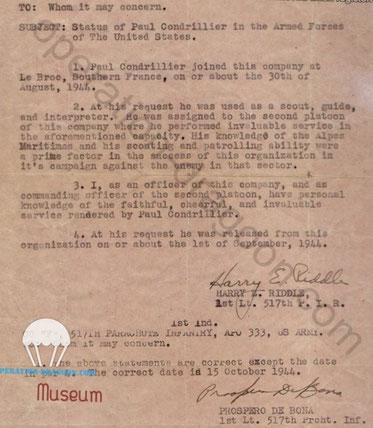 TO: Whom it may concern.
SUBJECT: Status of Paul Condrillier in the Armed Forces
of The United States.
1. Paul Condrillier joined this company at
Le Broc, Southern France, on or about the 30th of
August, 1944.
2. At his request he was used as a scout, guide,
and interpreter. He was assigned to the second platoon
of this company where he performed invaluable service in
the aforementioned capacity. His knowledge of the Alpes
Maritimes and his scouting and patrolling ability were
a prime factor in the success of this organization in
it's campaign against the enemy in that sector.
3. I, as an officer of this company, and as
commanding officer of the second platoon, have personal
knowledge of the faithful, cheerful, and invaluable
service rendered by Paul Condrillier.
4. At his request he was released from this
organization on or about the 1st of September, 1944.
Harry E. Riddle
HARRY E. RIDDLE,
1st Lt. 517th P. I. R.
1st Ind.
517TH PARACHUTE INFANTRY, APO 333, US ARMY.
it may concern.
above statements are correct except the date
in par 4. The correct date is 15 October 1944.
Museum
Prospero De Bona
PROSPERO DE BONA
1st Lt. 517th Prcht. Inf.